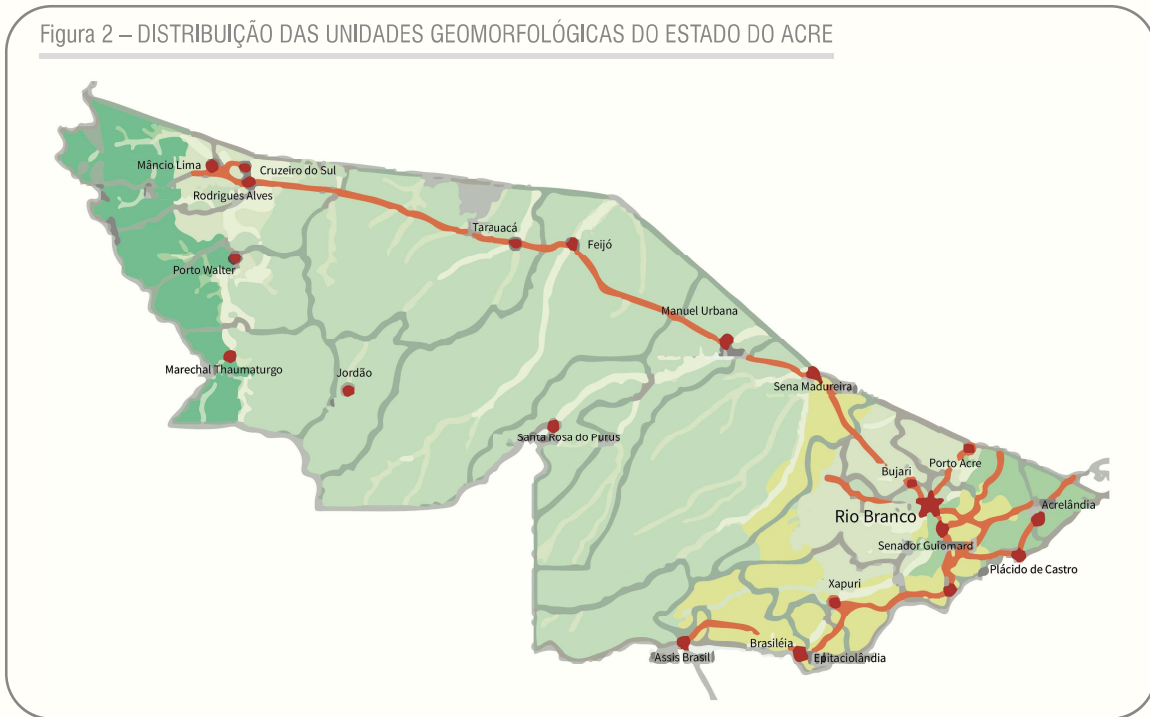 Figura 2 – DISTRIBUIÇÃO DAS UNIDADES GEOMORFOLÓGICAS DO ESTADO DO ACRE
Mâncio Lima
Cruzeiro do Sul
Rodrigues Alves
Tarauacá
Feijó
Porto Walter
Manuel Urbana
Marechal Thaumaturgo
Jordão
Sena Madureira
Santa Rosa do Purus
Bujari
Porto Acre
Rio Branco
Acrelândia
Senador Guiomard
Plácido de Castro
Xapuri
Brasiléia
Assis Brasil
Epitaciolândia